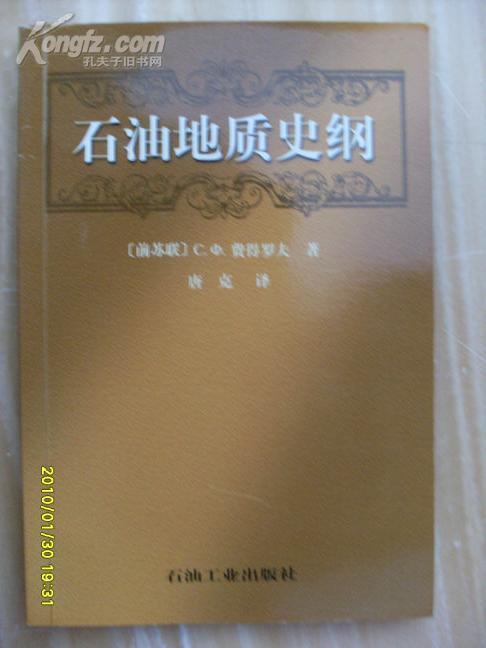 Kongfz.com
孔夫子旧书网
石油地质史纲
〔前苏联〕С.Ф.费得罗夫 著
唐克 译
石油工业出版社
2010/01/30 19:31